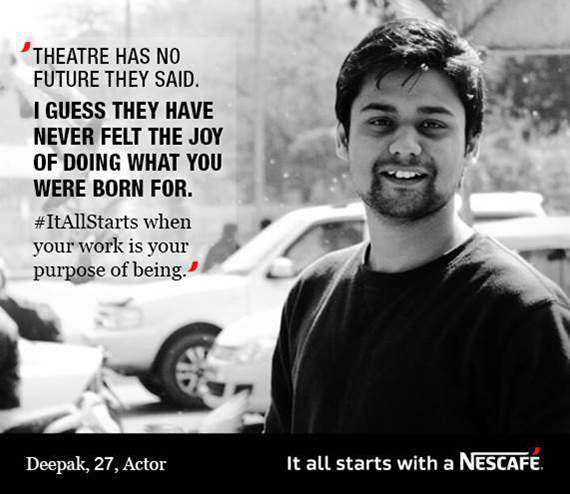 THEATRE HAS NO
FUTURE THEY SAID.
I GUESS THEY HAVE
NEVER FELT THE JOY
OF DOING WHAT YOU
WERE BORN FOR.
#ItAllStarts when
your work is your
purpose of being.
Deepak, 27, Actor
It all starts with a NESCAFÉ.